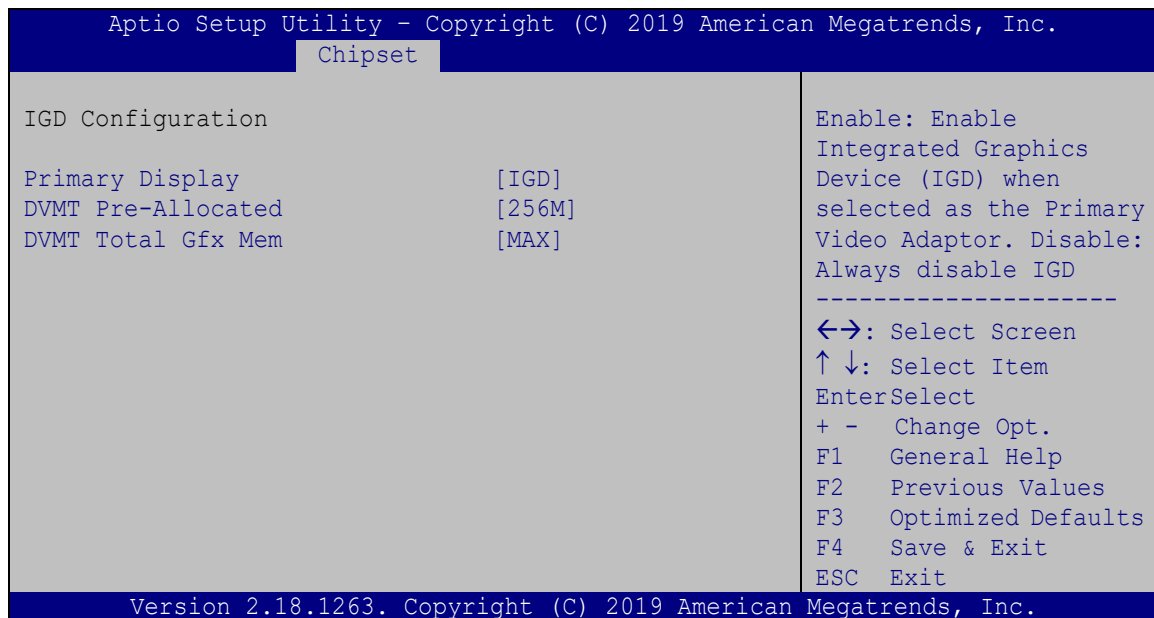 Aptio Setup Utility – Copyright (C) 2019 American Megatrends, Inc.
Chipset
IGD Configuration
Primary Display [IGD]
DVMT Pre-Allocated [256M]
DVMT Total Gfx Mem [MAX]
Enable: Enable
Integrated Graphics
Device (IGD) when
selected as the Primary
Video Adaptor. Disable:
Always disable IGD
---------------------
←→: Select Screen
↑ ↓: Select Item
EnterSelect
+ - Change Opt.
F1 General Help
F2 Previous Values
F3 Optimized Defaults
F4 Save & Exit
ESC Exit
Version 2.18.1263. Copyright (C) 2019 American Megatrends, Inc.